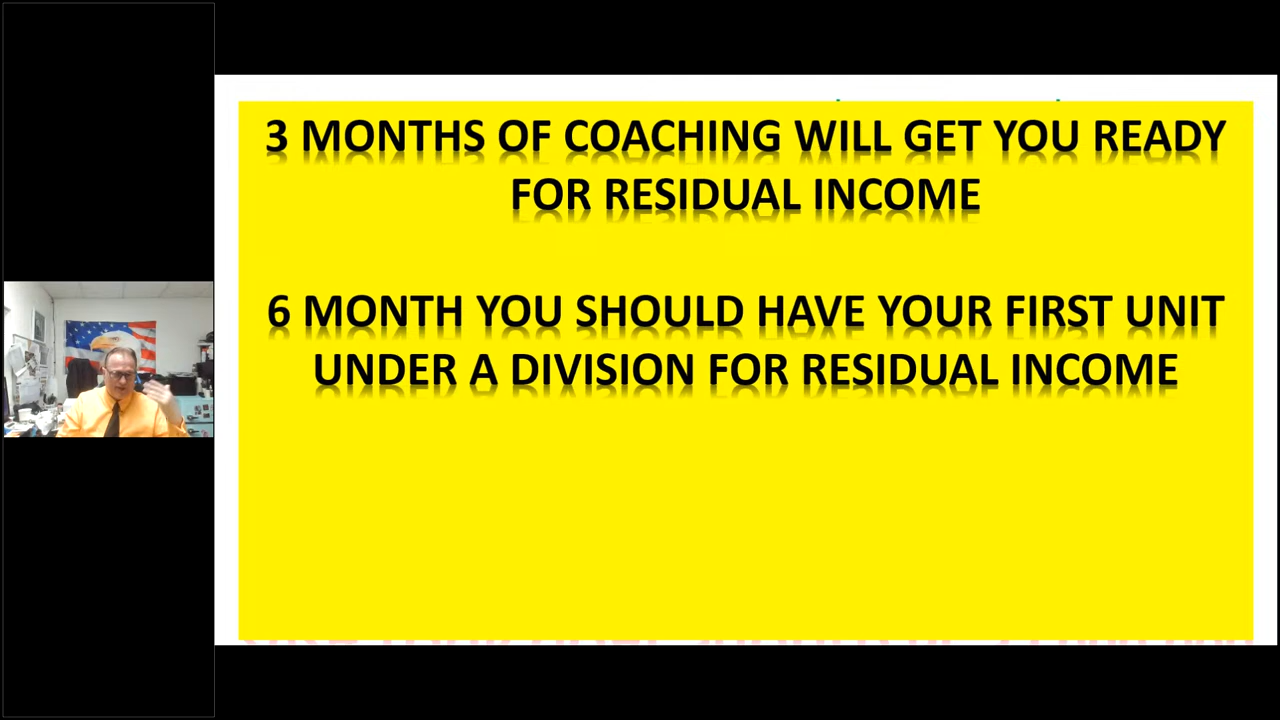 3 MONTHS OF COACHING WILL GET YOU READY
FOR RESIDUAL INCOME
6 MONTH YOU SHOULD HAVE YOUR FIRST UNIT
UNDER A DIVISION FOR RESIDUAL INCOME